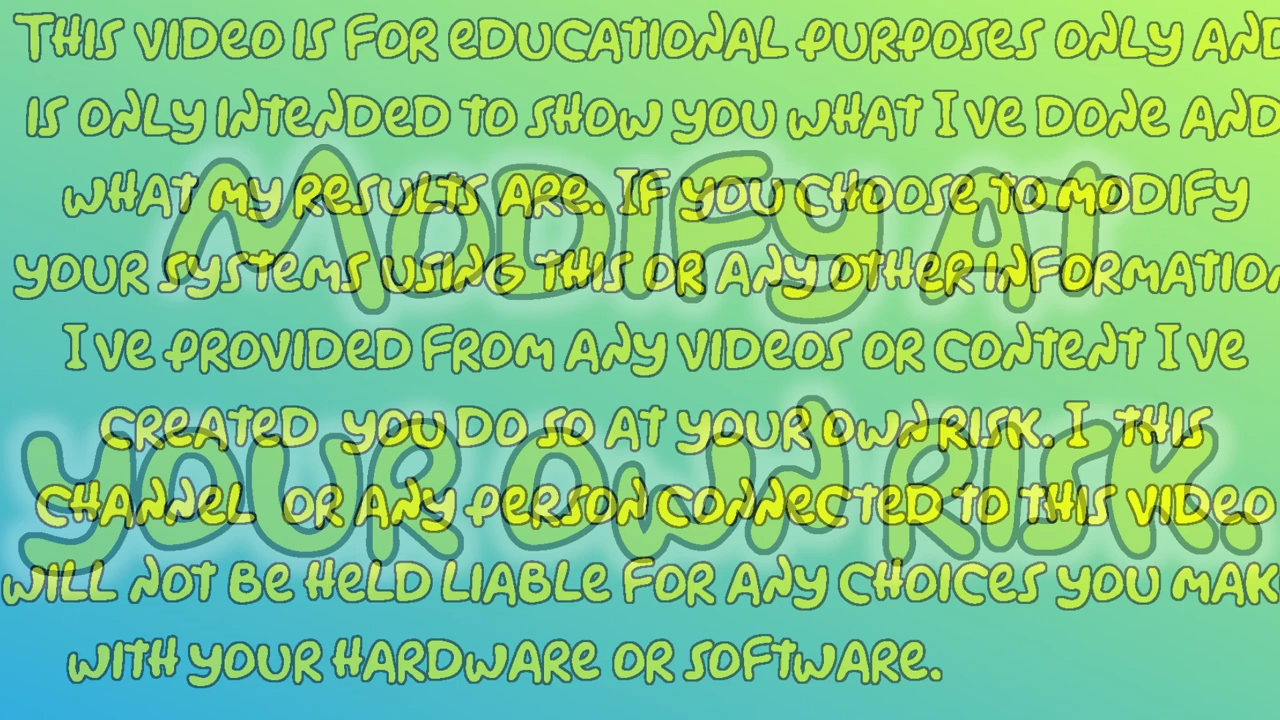 This video is for educational purposes only and
is only intended to show you what I've done and
what my results are. If you choose to modify
your systems using this or any other informatio
I've provided from any videos or content I've
created you do so at your own risk. I this
channel or any person connected to this video
will not be held liable for any choices you mak
with your hardware or software.
Modify at
your own risk.